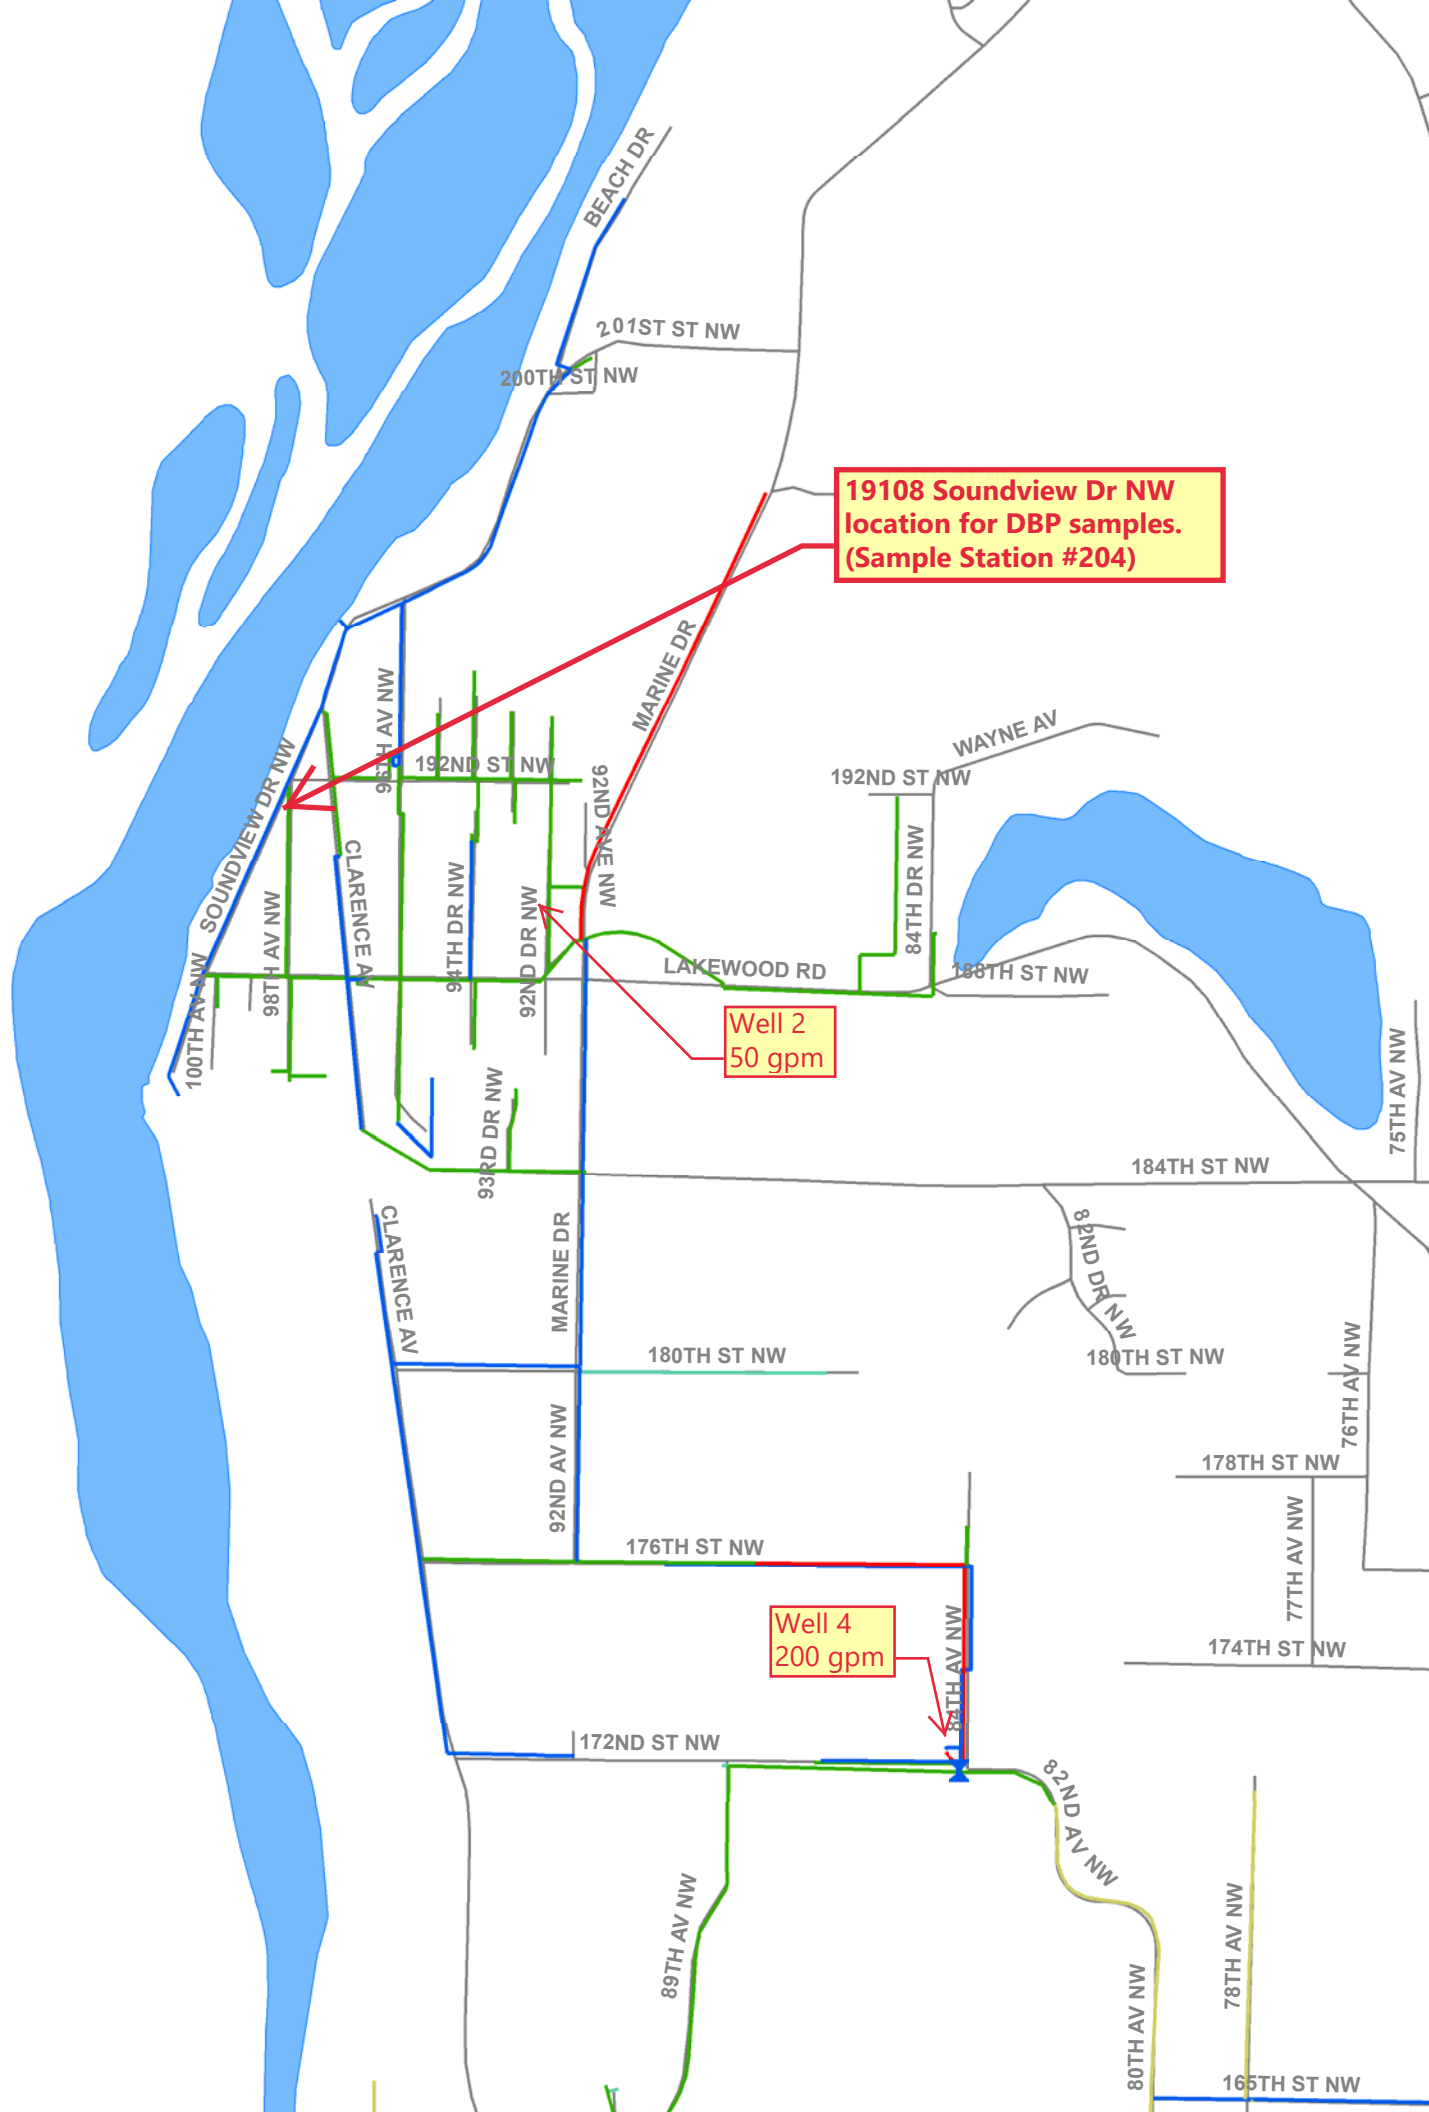 BEACH DR
201ST ST NW
200TH ST NW
19108 Soundview Dr NW
location for DBP samples.
(Sample Station #204)
MARINE DR
96TH AV NW
WAYNE AV
192ND ST NW
192ND ST NW
SOUNDVIEW DR NW
92ND AVE NW
CLARENCE AV
84TH DR NW
94TH DR NW
98TH AV NW
92ND DR NW
LAKEWOOD RD
188TH ST NW
100TH AV NW
Well 2
50 gpm
75TH AV NW
93RD DR NW
184TH ST NW
CLARENCE AV
MARINE DR
82ND DR NW
180TH ST NW
180TH ST NW
76TH AV NW
92ND AV NW
178TH ST NW
77TH AV NW
176TH ST NW
Well 4
200 gpm
84TH AV NW
174TH ST NW
172ND ST NW
82ND AV NW
89TH AV NW
78TH AV NW
80TH AV NW
165TH ST NW